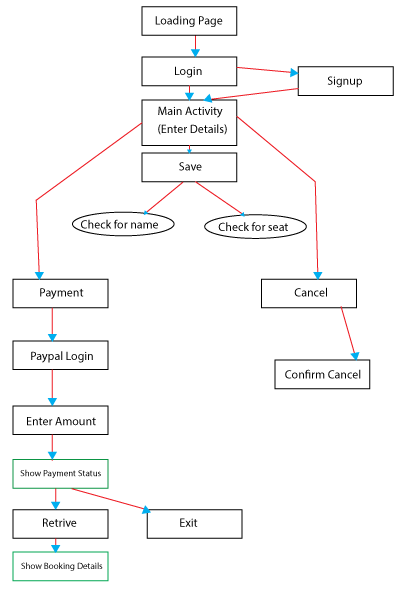 Loading Page
Login
Signup
Main Activity
(Enter Details)
Save
Check for name
Check for seat
Payment
Cancel
Paypal Login
Confirm Cancel
Enter Amount
Show Payment Status
Retrive
Exit
Show Booking Details